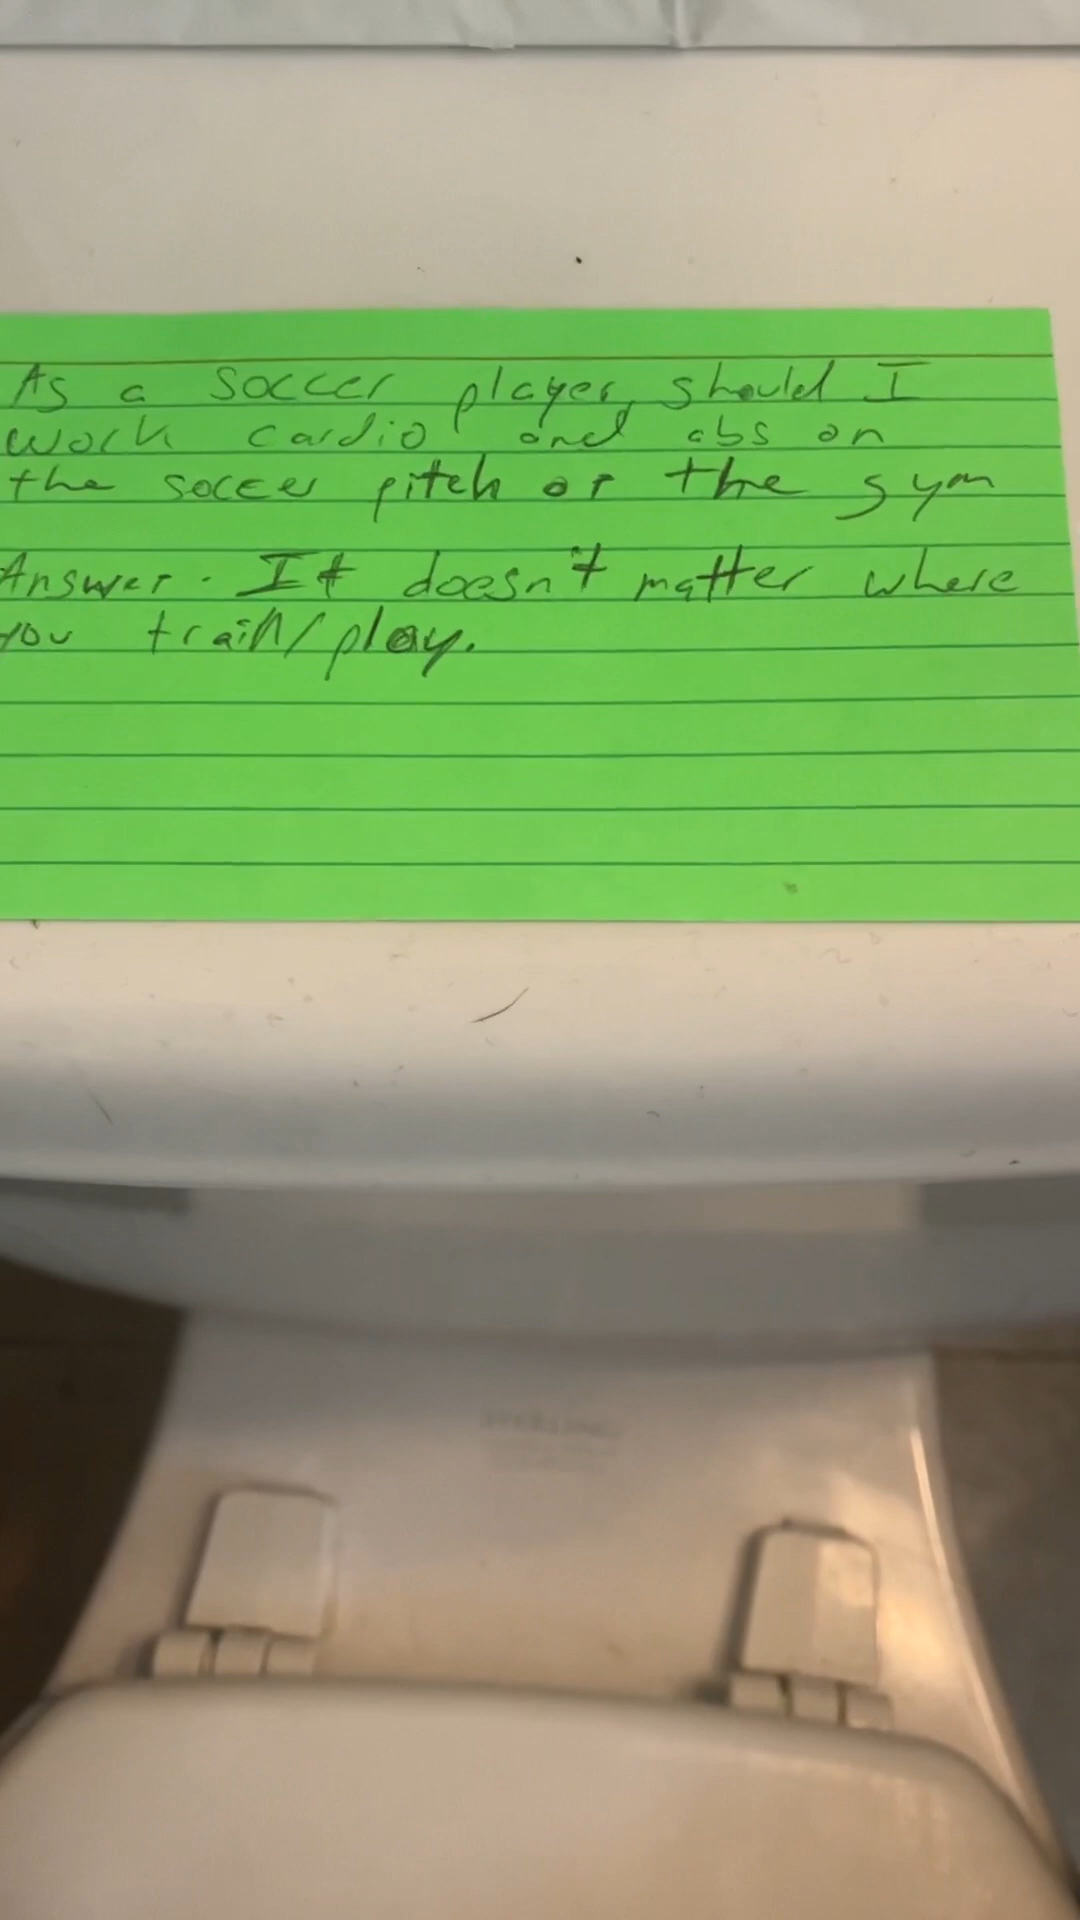 As a soccer player, should I
work cardio and abs on
the soccer pitch or the gym
Answer. It doesn't matter where
you train/play.
STERLING